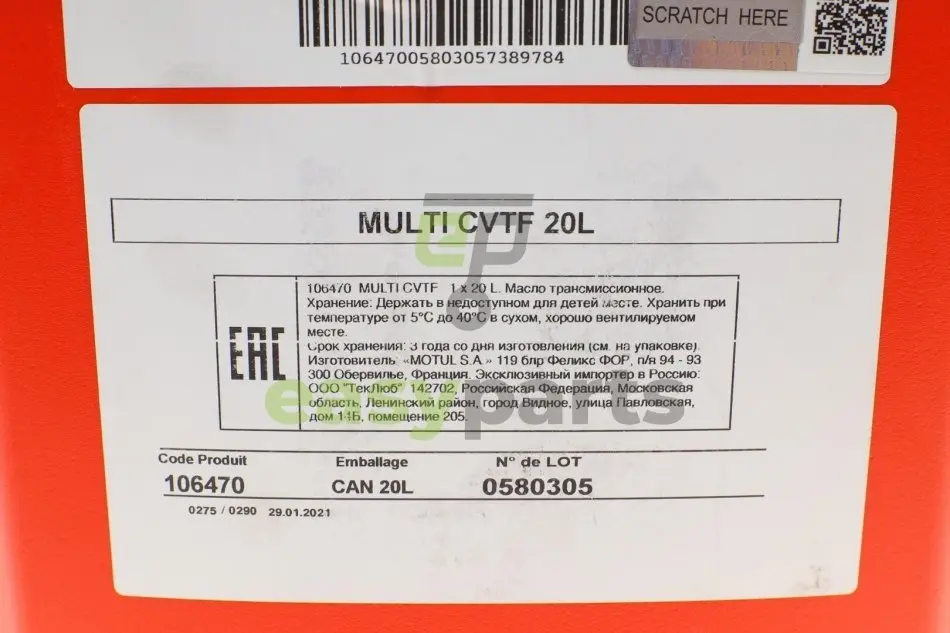 SCRATCH HERE
10647005803057389784
MULTI CVTF 20L
106470 MULTI CVTF 1 x 20 L. Масло трансмиссионное.
Хранение: Держать в недоступном для детей месте. Хранить при
температуре от 5°C до 40°C в сухом, хорошо вентилируемом
месте.
Срок хранения: 3 года со дня изготовления (см. на упаковке)
Изготовитель: «MOTUL S.A.» 119 блр Феликс ФОР, п/я 94 - 93
300 Обервилье, Франция. Эксклюзивный импортер в Россию:
ООО "ТекЛюб" 142702, Российская Федерация, Московская
область, Ленинский район, город Видное, улица Павловская,
дом 14Б, помещение 205.
EAC
easyparts
Code Produit Emballage N° de LOT
106470 CAN 20L 0580305
0275 / 0290 29.01.2021